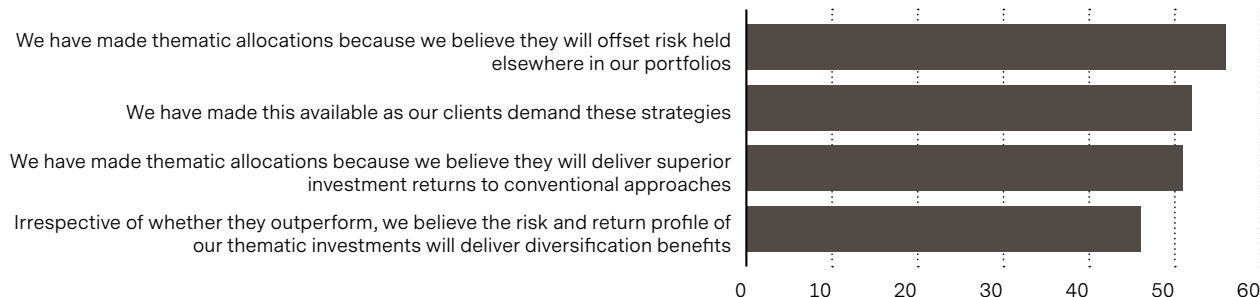 We have made thematic allocations because we believe they will offset risk held
elsewhere in our portfolios
We have made this available as our clients demand these strategies
We have made thematic allocations because we believe they will deliver superior
investment returns to conventional approaches
Irrespective of whether they outperform, we believe the risk and return profile of
our thematic investments will deliver diversification benefits
0 10 20 30 40 50 60